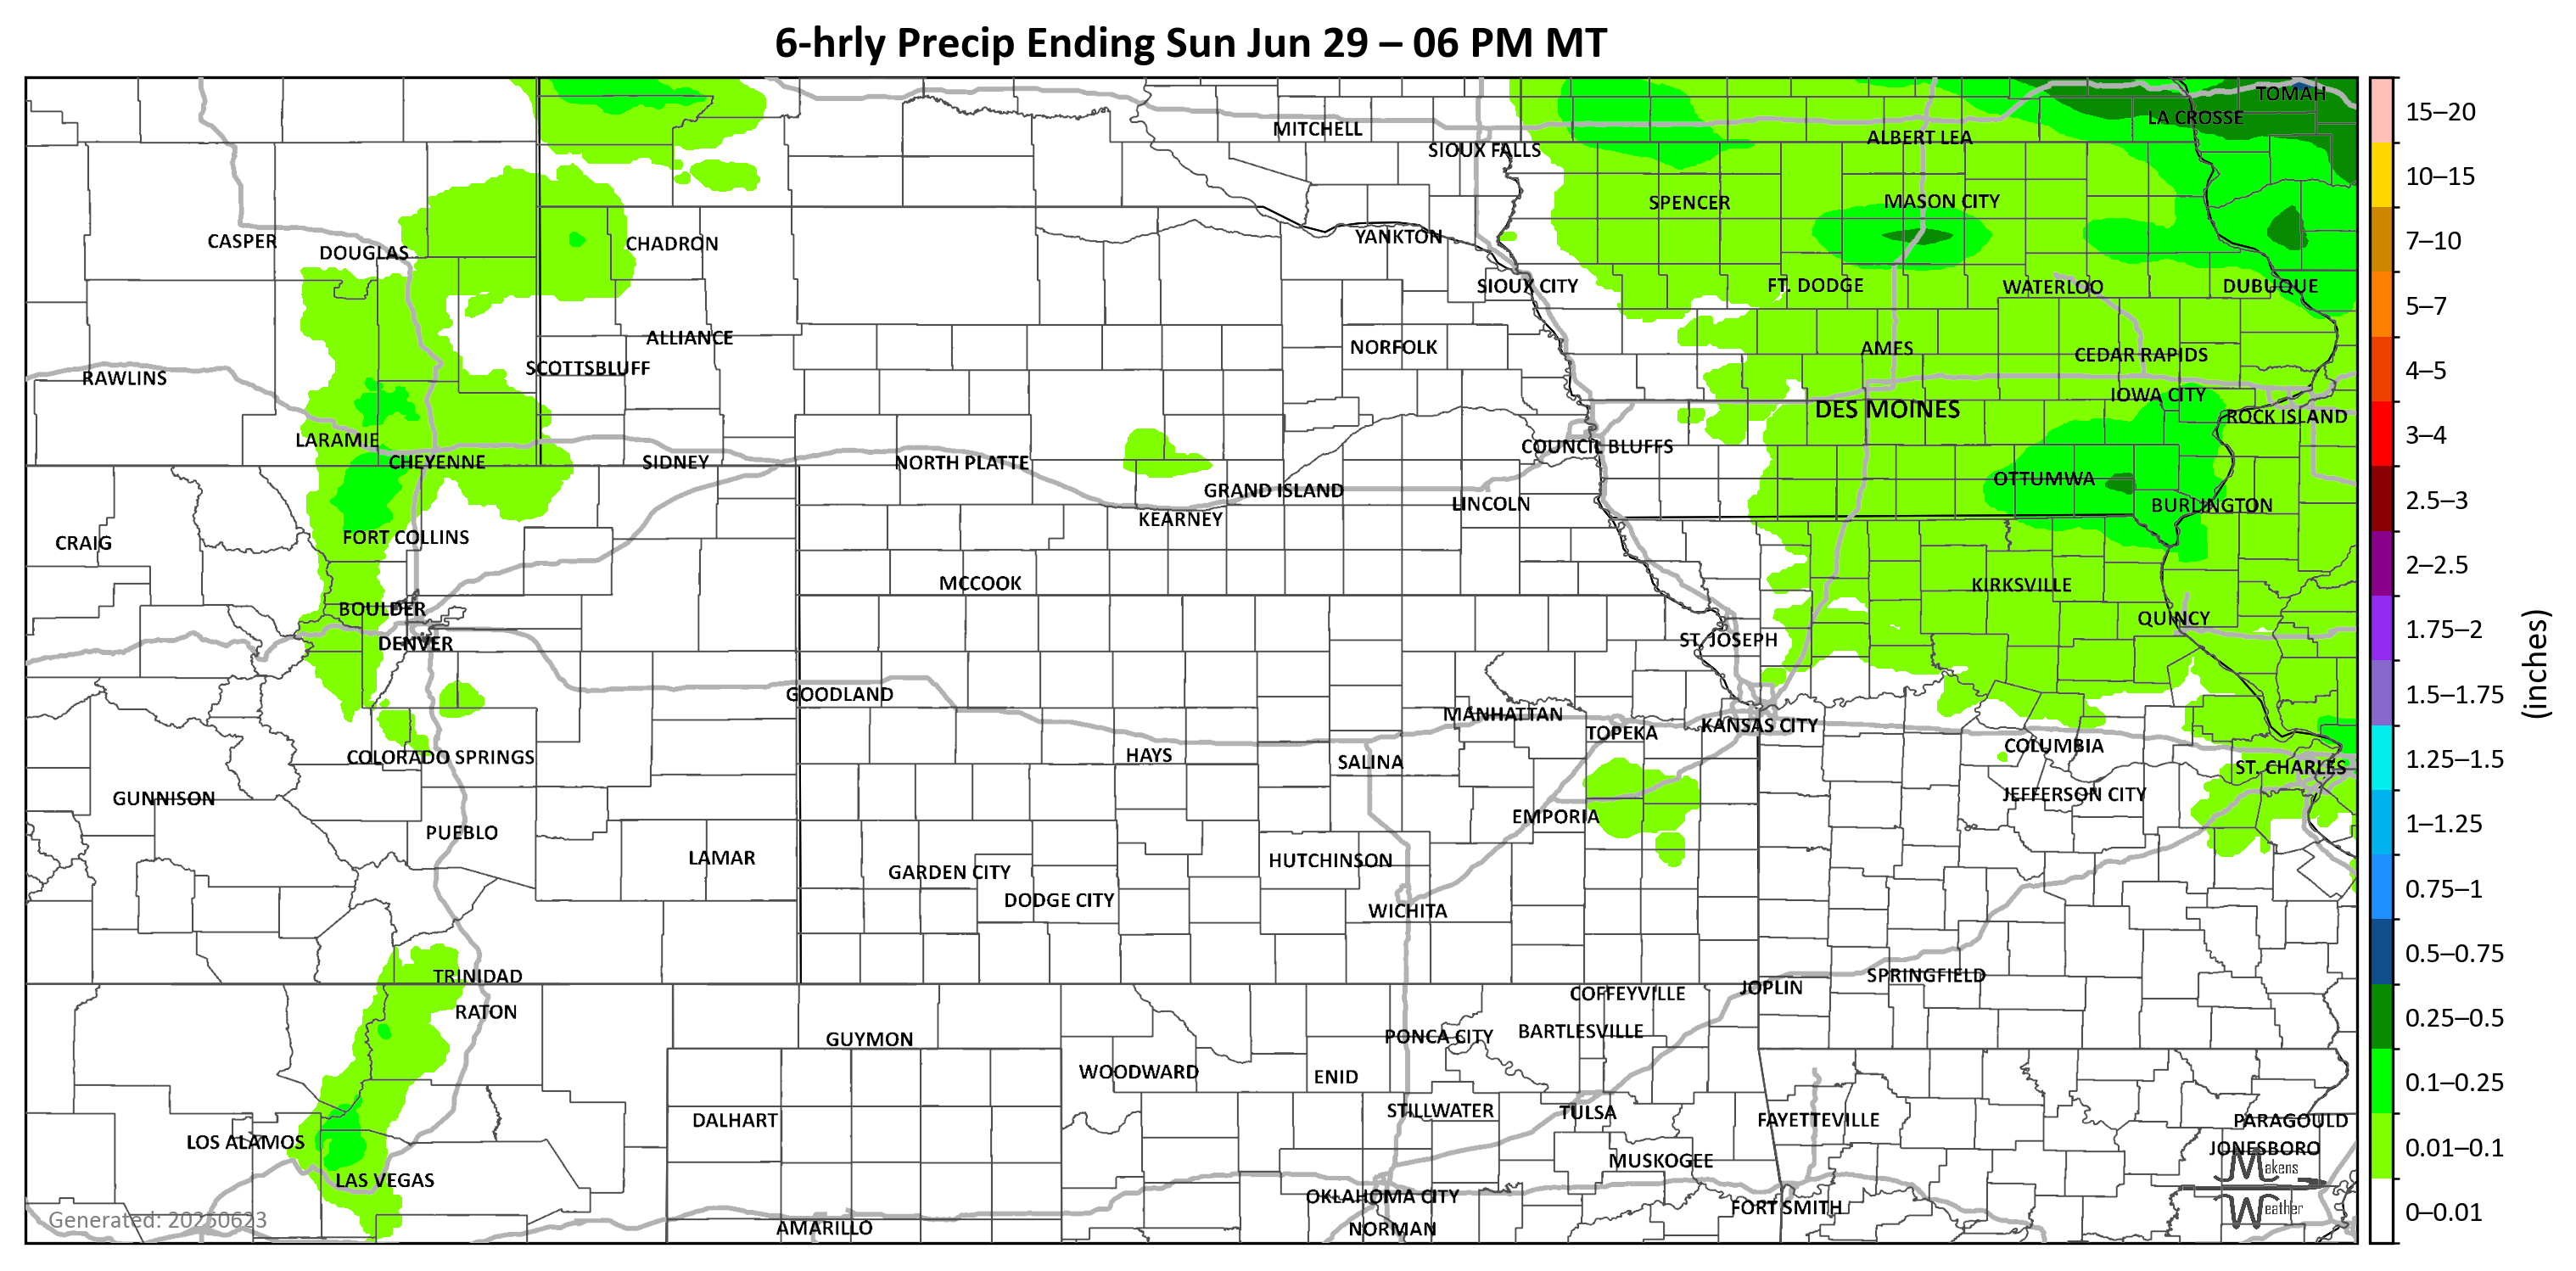 6-hrly Precip Ending Sun Jun 29 – 06 PM MT
TOMAH
LA CROSSE
MITCHELL
ALBERT LEA
SIOUX FALLS
SPENCER
MASON CITY
CASPER
DOUGLAS
CHADRON
YANKTON
SIOUX CITY
FT. DODGE
WATERLOO
DUBUQUE
ALLIANCE
NORFOLK
AMES
CEDAR RAPIDS
SCOTTSBLUFF
RAWLINS
IOWA CITY
DES MOINES
ROCK ISLAND
LARAMIE
COUNCIL BLUFFS
CHEYENNE
SIDNEY
NORTH PLATTE
OTTUMWA
GRAND ISLAND
LINCOLN
BURLINGTON
KEARNEY
FORT COLLINS
CRAIG
MCCOOK
KIRKSVILLE
BOULDER
QUINCY
DENVER
ST. JOSEPH
GOODLAND
MANHATTAN
TOPEKA
KANSAS CITY
COLORADO SPRINGS
HAYS
SALINA
COLUMBIA
ST. CHARLES
GUNNISON
JEFFERSON CITY
EMPORIA
PUEBLO
LAMAR
HUTCHINSON
GARDEN CITY
DODGE CITY
WICHITA
TRINIDAD
SPRINGFIELD
JOPLIN
COFFEYVILLE
RATON
GUYMON
PONCA CITY
BARTLESVILLE
WOODWARD
ENID
DALHART
STILLWATER
TULSA
FAYETTEVILLE
PARAGOULD
LOS ALAMOS
JONESBORO
MUSKOGEE
LAS VEGAS
OKLAHOMA CITY
FORT SMITH
AMARILLO
NORMAN
Generated: 20250623
Makens
Weather
15–20
10–15
7–10
5–7
4–5
3–4
2.5–3
2–2.5
1.75–2
1.5–1.75
1.25–1.5
1–1.25
0.75–1
0.5–0.75
0.25–0.5
0.1–0.25
0.01–0.1
0–0.01
(inches)